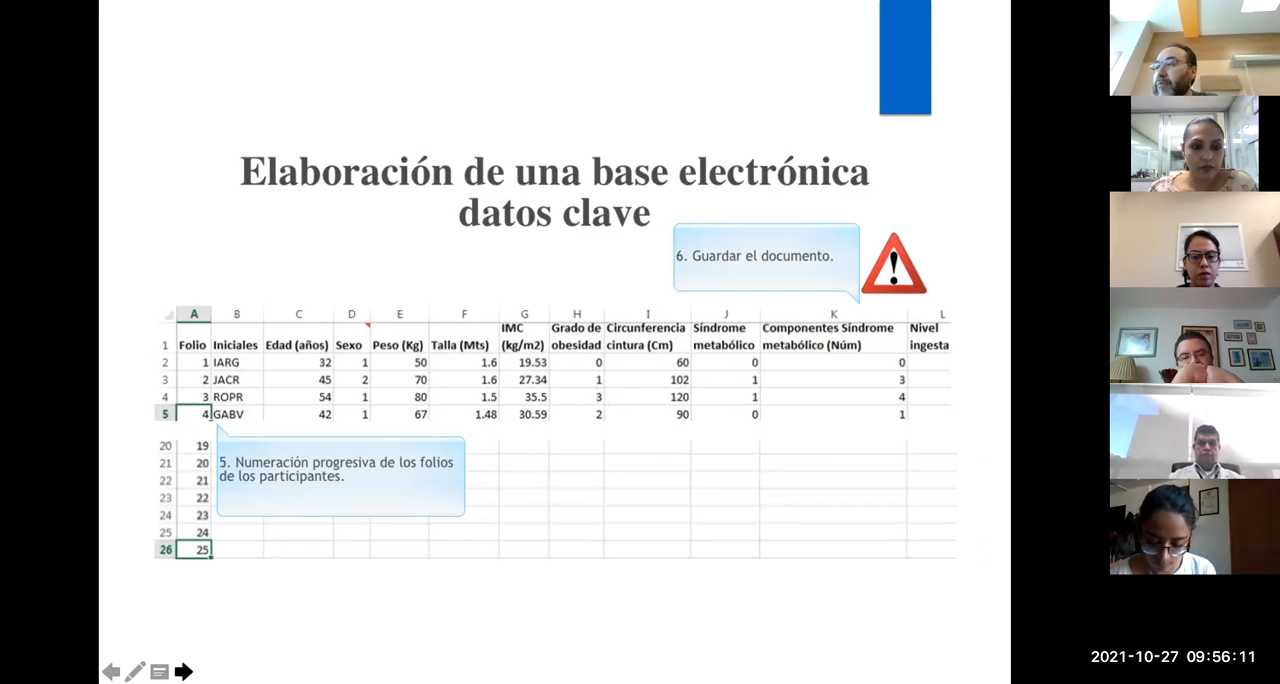 Elaboración de una base electrónica
datos clave
6. Guardar el documento.
A B C D E F G H I J K L
IMC Grado de Circunferencia Síndrome Componentes Síndrome Nivel
1 Folio Iniciales Edad (años) Sexo Peso (Kg) Talla (Mts) (kg/m2) obesidad cintura (Cm) metabólico metabólico (Núm) ingesta
2 1 IARG 32 1 50 1.6 19.53 0 60 0 0
3 2 JACR 45 2 70 1.6 27.34 1 102 1 3
4 3 ROPR 54 1 80 1.5 35.5 3 120 1 4
5 4 GABV 42 1 67 1.48 30.59 2 90 0 1
20 19
21 20
22 21
23 22
24 23
25 24
26 25
5. Numeración progresiva de los folios
de los participantes.
2021-10-27 09:56:11